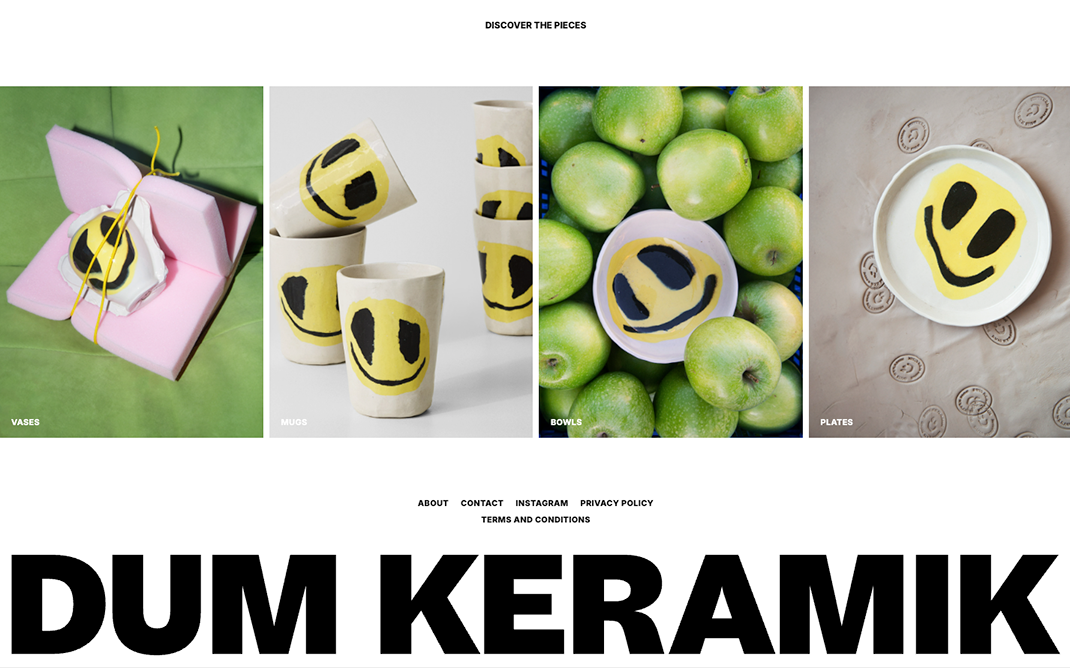 DISCOVER THE PIECES
VASES
MUGS
BOWLS
PLATES
ABOUT CONTACT INSTAGRAM PRIVACY POLICY
TERMS AND CONDITIONS
DUM KERAMIK